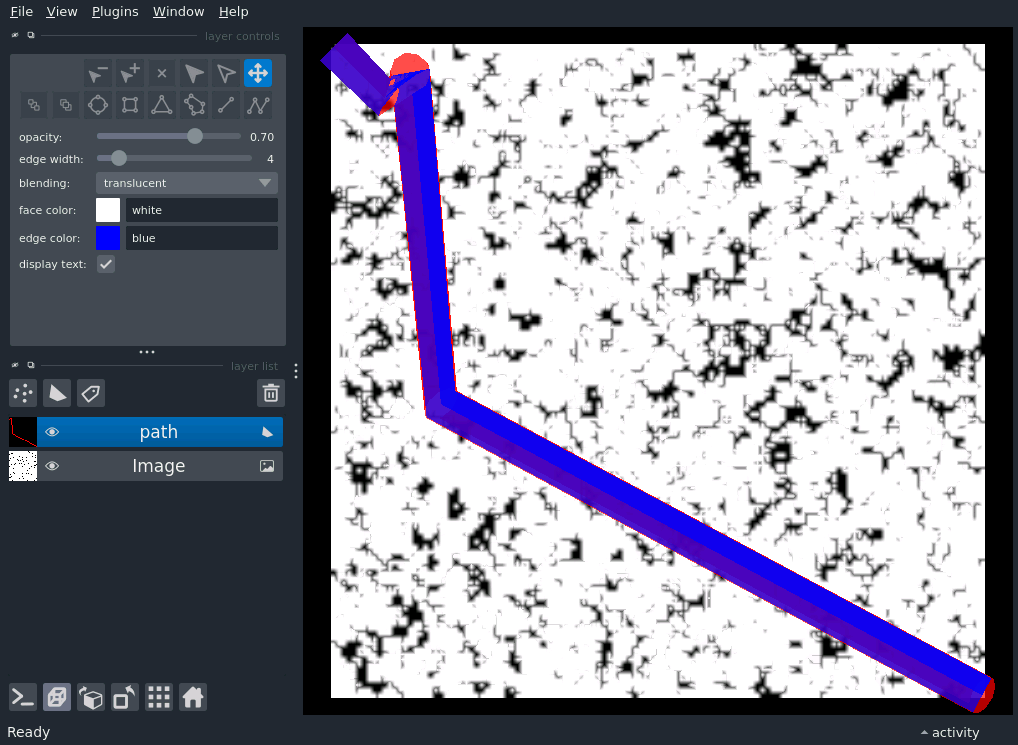 File View Plugins Window Help
layer controls
opacity: 0.70
edge width: 4
blending: translucent
face color: white
edge color: blue
display text:
layer list
path
Image
Ready
activity